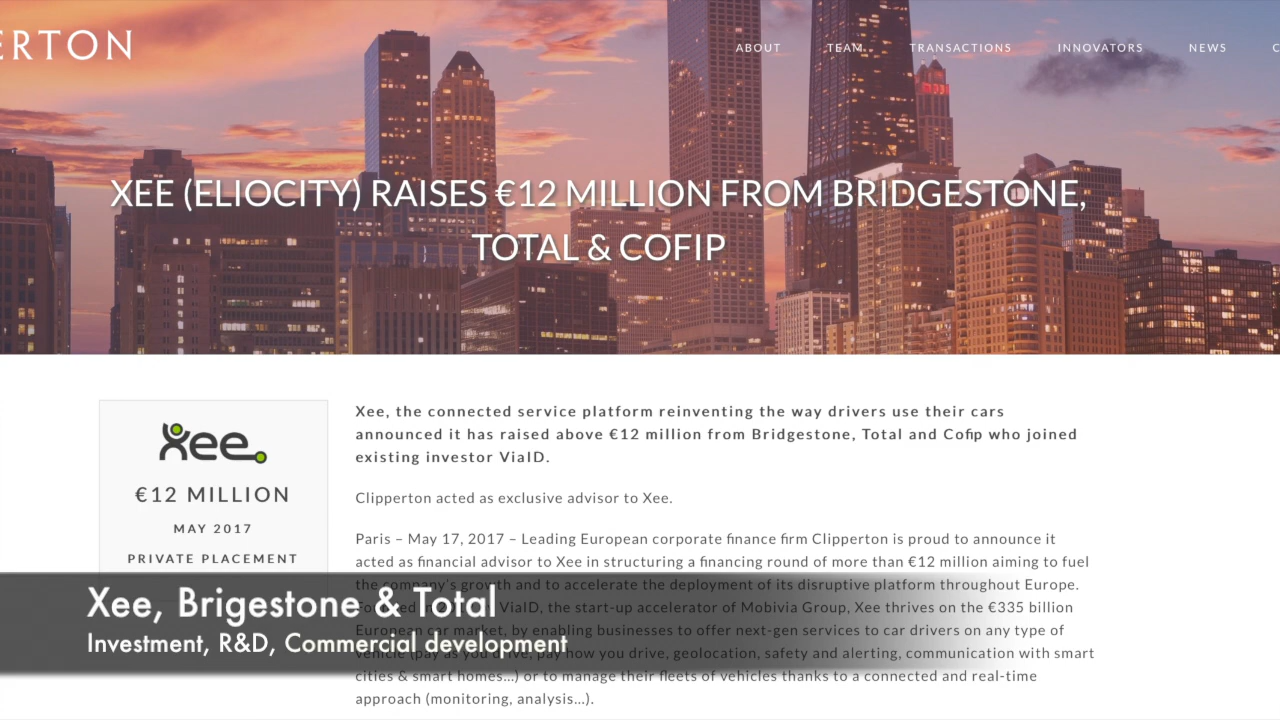 ERTON
ABOUT TEAM TRANSACTIONS INNOVATORS NEWS C
XEE (ELIOCITY) RAISES €12 MILLION FROM BRIDGESTONE,
TOTAL & COFIP
xee
€12 MILLION
MAY 2017
PRIVATE PLACEMENT
Xee, the connected service platform reinventing the way drivers use their cars
announced it has raised above €12 million from Bridgestone, Total and Cofip who joined
existing investor ViaID.
Clipperton acted as exclusive advisor to Xee.
Paris – May 17, 2017 – Leading European corporate finance firm Clipperton is proud to announce it
acted as financial advisor to Xee in structuring a financing round of more than €12 million aiming to fuel
the company's growth and to accelerate the deployment of its disruptive platform throughout Europe.
ViaID, the start-up accelerator of Mobivia Group, Xee thrives on the €335 billion
European car market, by enabling businesses to offer next-gen services to car drivers on any type of
vehicle (pay as you drive, pay how you drive, geolocation, safety and alerting, communication with smart
cities & smart homes…) or to manage their fleets of vehicles thanks to a connected and real-time
approach (monitoring, analysis…).
Xee, Brigestone & Total
Investment, R&D, Commercial development